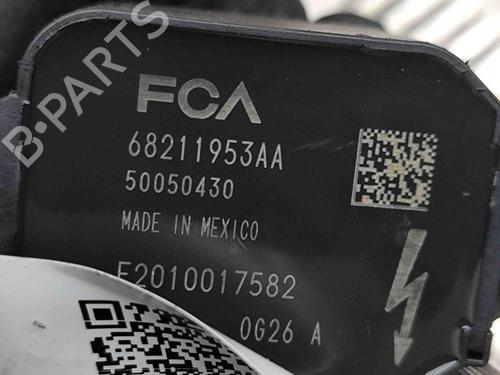 B-PARTS
FCA
68211953AA
50050430
MADE IN MEXICO
E2010017582
0G26 A